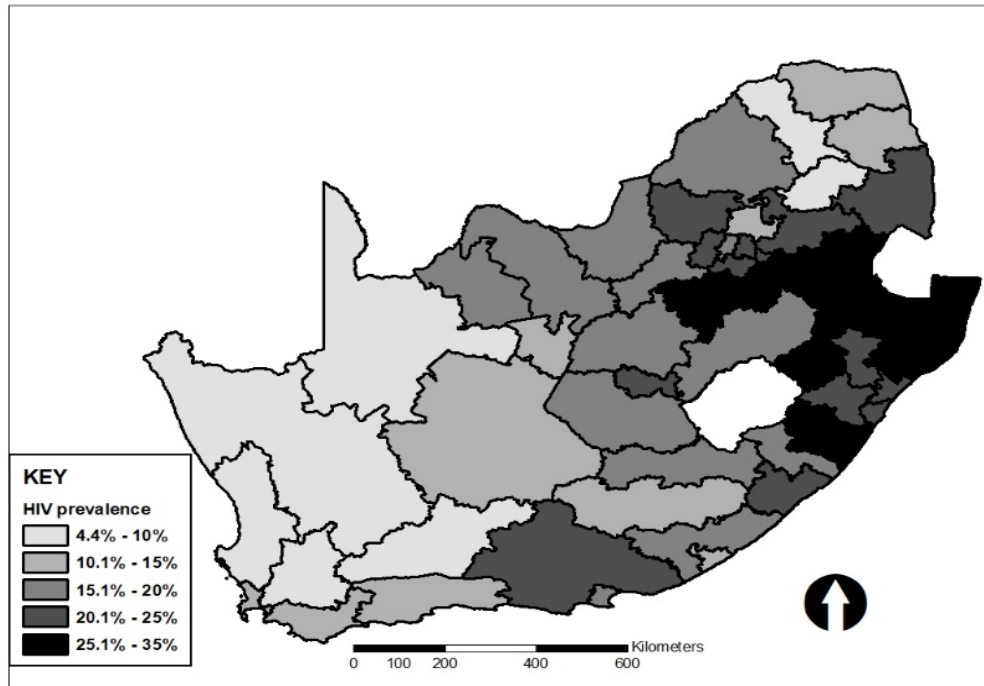 KEY
HIV prevalence
4.4% - 10%
10.1% - 15%
15.1% - 20%
20.1% - 25%
25.1% - 35%
Kilometers
0 100 200 400 600